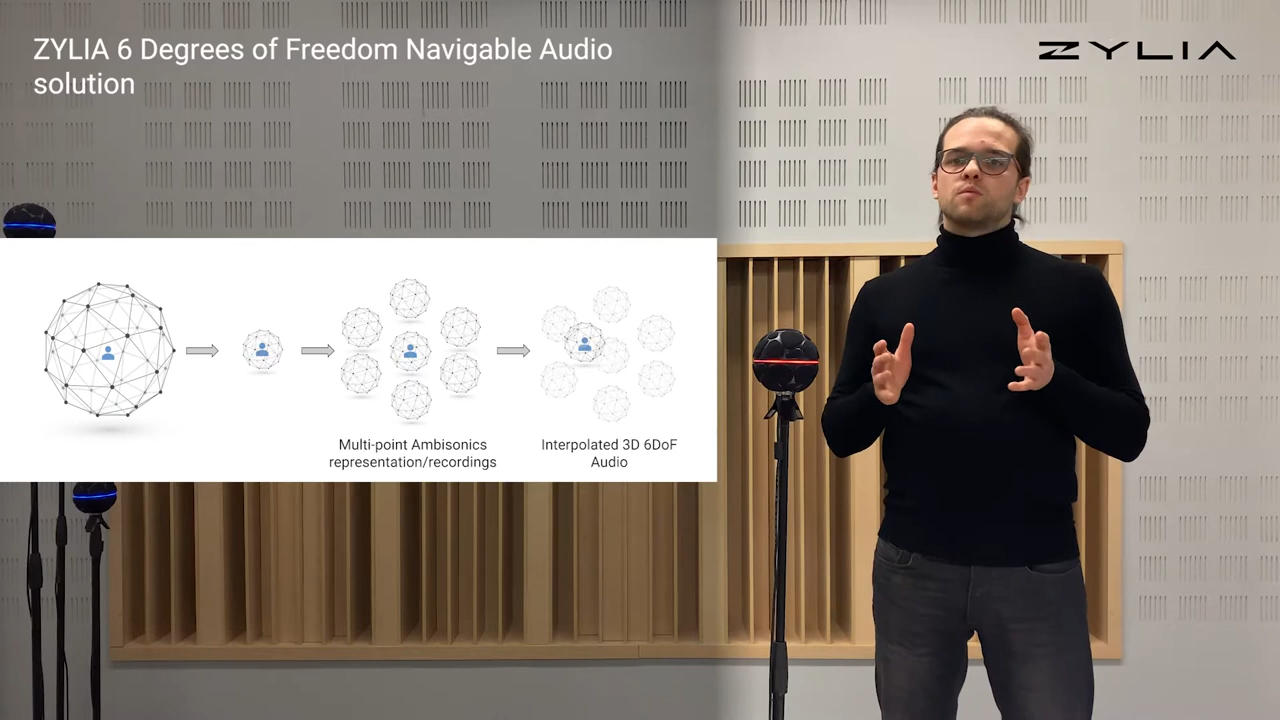 ZYLIA 6 Degrees of Freedom Navigable Audio
solution
ZYLIA
Multi-point Ambisonics
representation/recordings
Interpolated 3D 6DoF
Audio